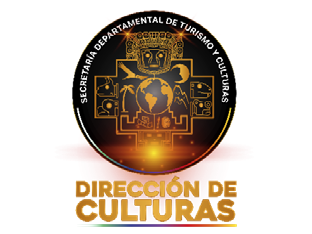 SECRETARÍA DEPARTAMENTAL DE TURISMO Y CULTURAS
DIRECCIÓN DE
CULTURAS